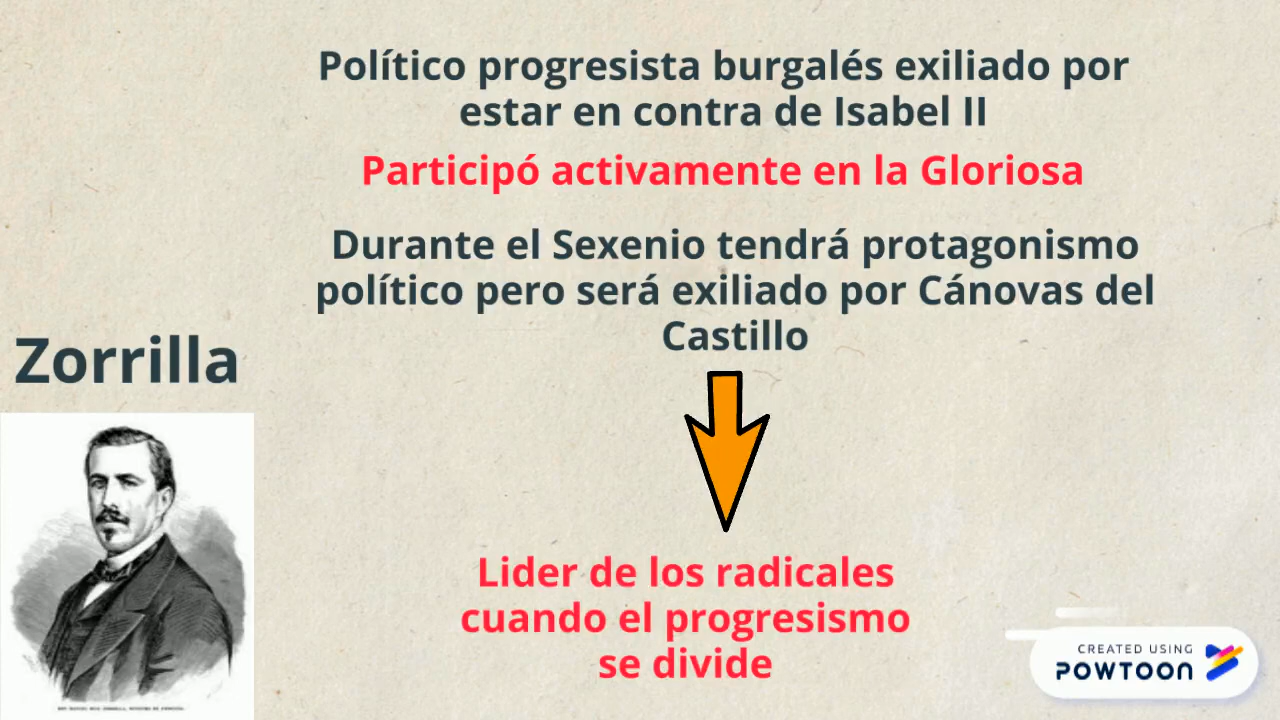 Político progresista burgalés exiliado por
estar en contra de Isabel II
Participó activamente en la Gloriosa
Durante el Sexenio tendrá protagonismo
político pero será exiliado por Cánovas del
Castillo
Zorrilla
Lider de los radicales
cuando el progresismo
se divide
CREATED USING
POWTOON